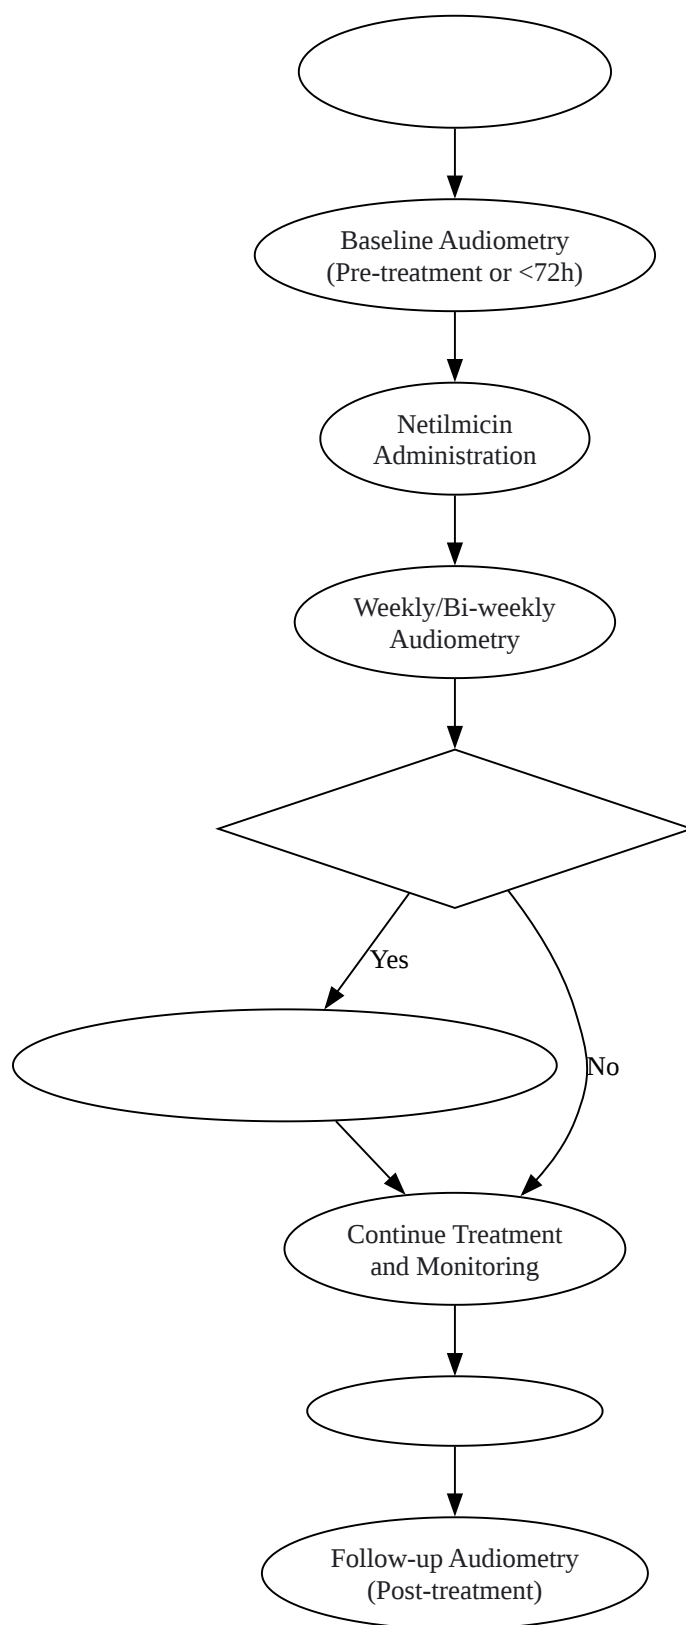 Baseline Audiometry
(Pre-treatment or <72h)
Netilmicin
Administration
Weekly/Bi-weekly
Audiometry
Yes
No
Continue Treatment
and Monitoring
Follow-up Audiometry
(Post-treatment)